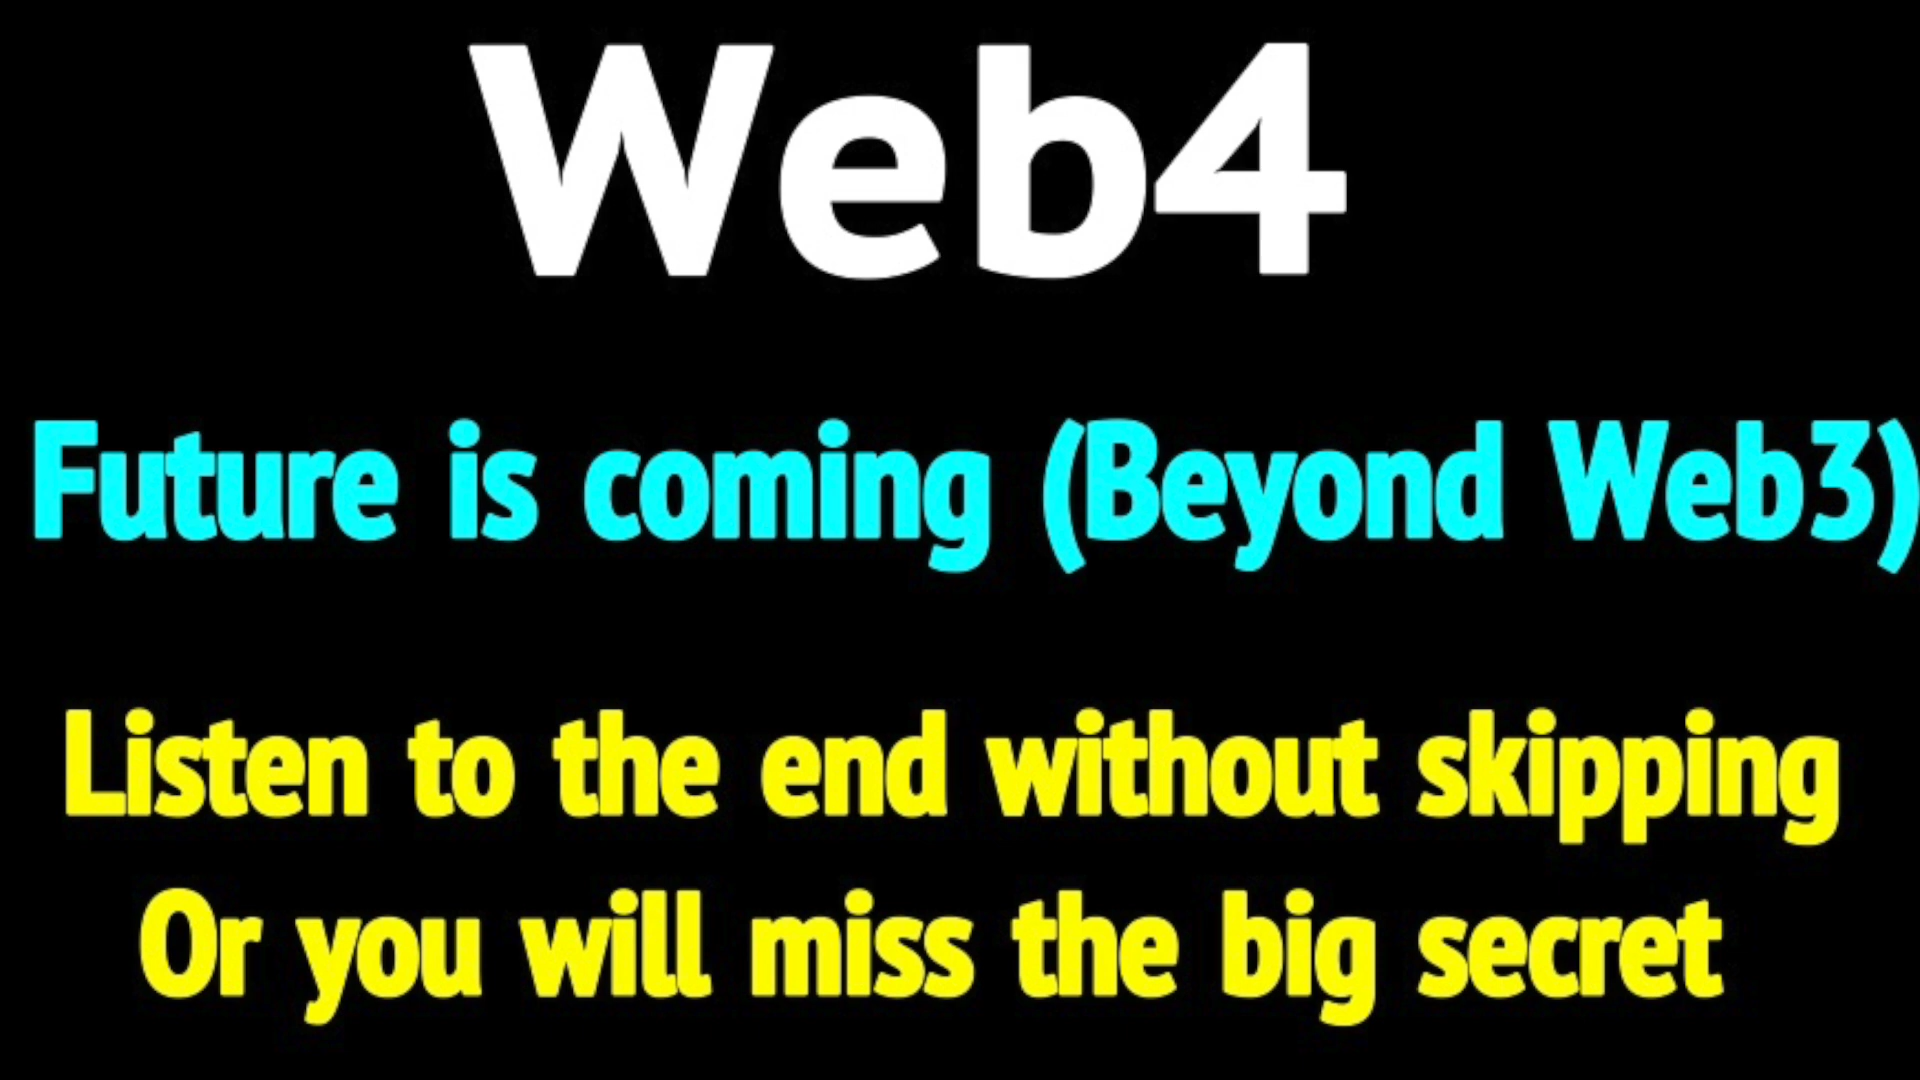 Web4
Future is coming (Beyond Web3)
Listen to the end without skipping
Or you will miss the big secret